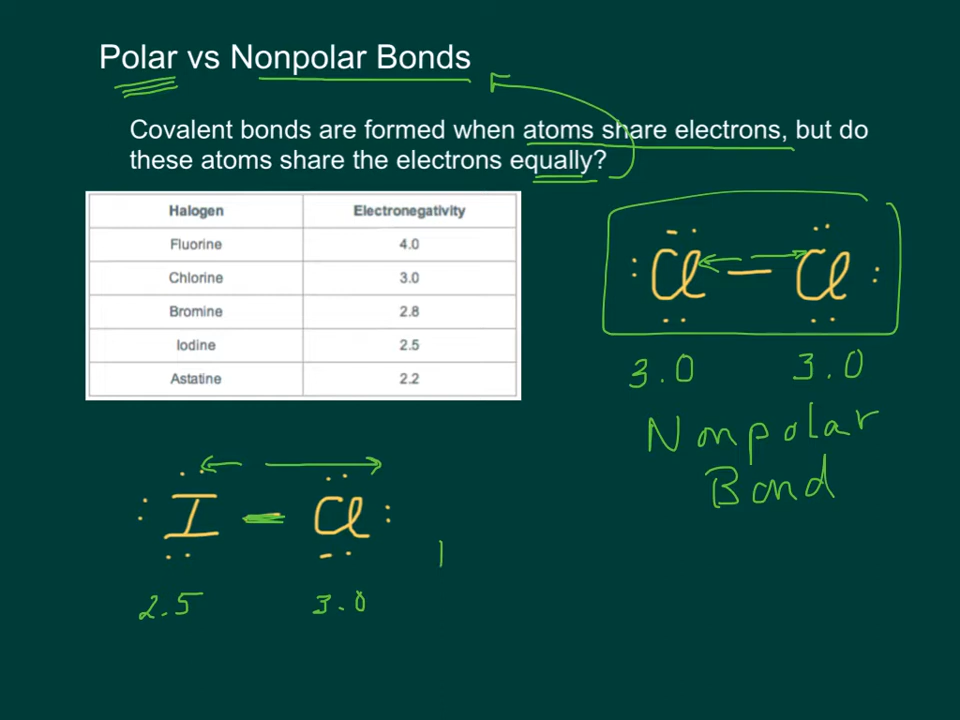 Polar vs Nonpolar Bonds
Covalent bonds are formed when atoms share electrons, but do
these atoms share the electrons equally?
Halogen Electronegativity
Fluorine 4.0
Chlorine 3.0
Bromine 2.8
Iodine 2.5
Astatine 2.2
Cl — Cl
3.0 3.0
Nonpolar
Bond
I — Cl
2.5 3.0